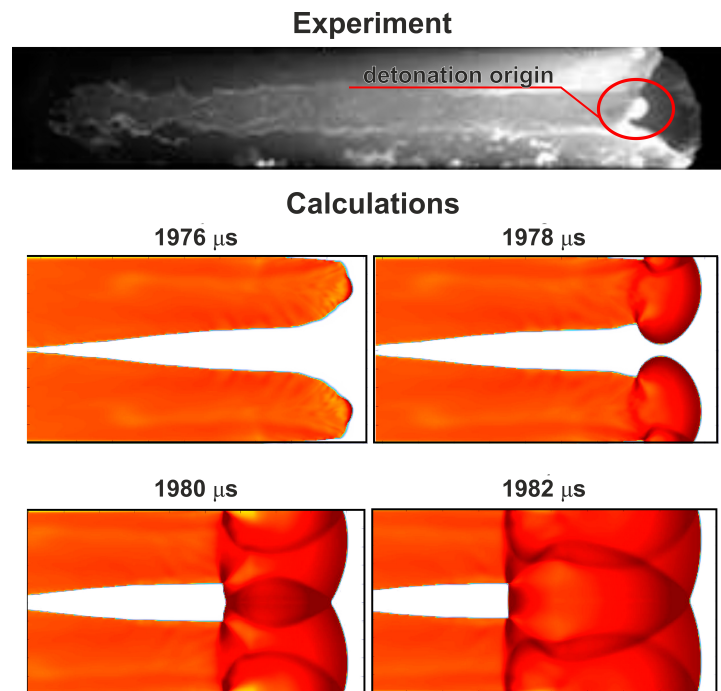 Experiment
detonation origin
Calculations
1976 μs
1978 μs
1980 μs
1982 μs